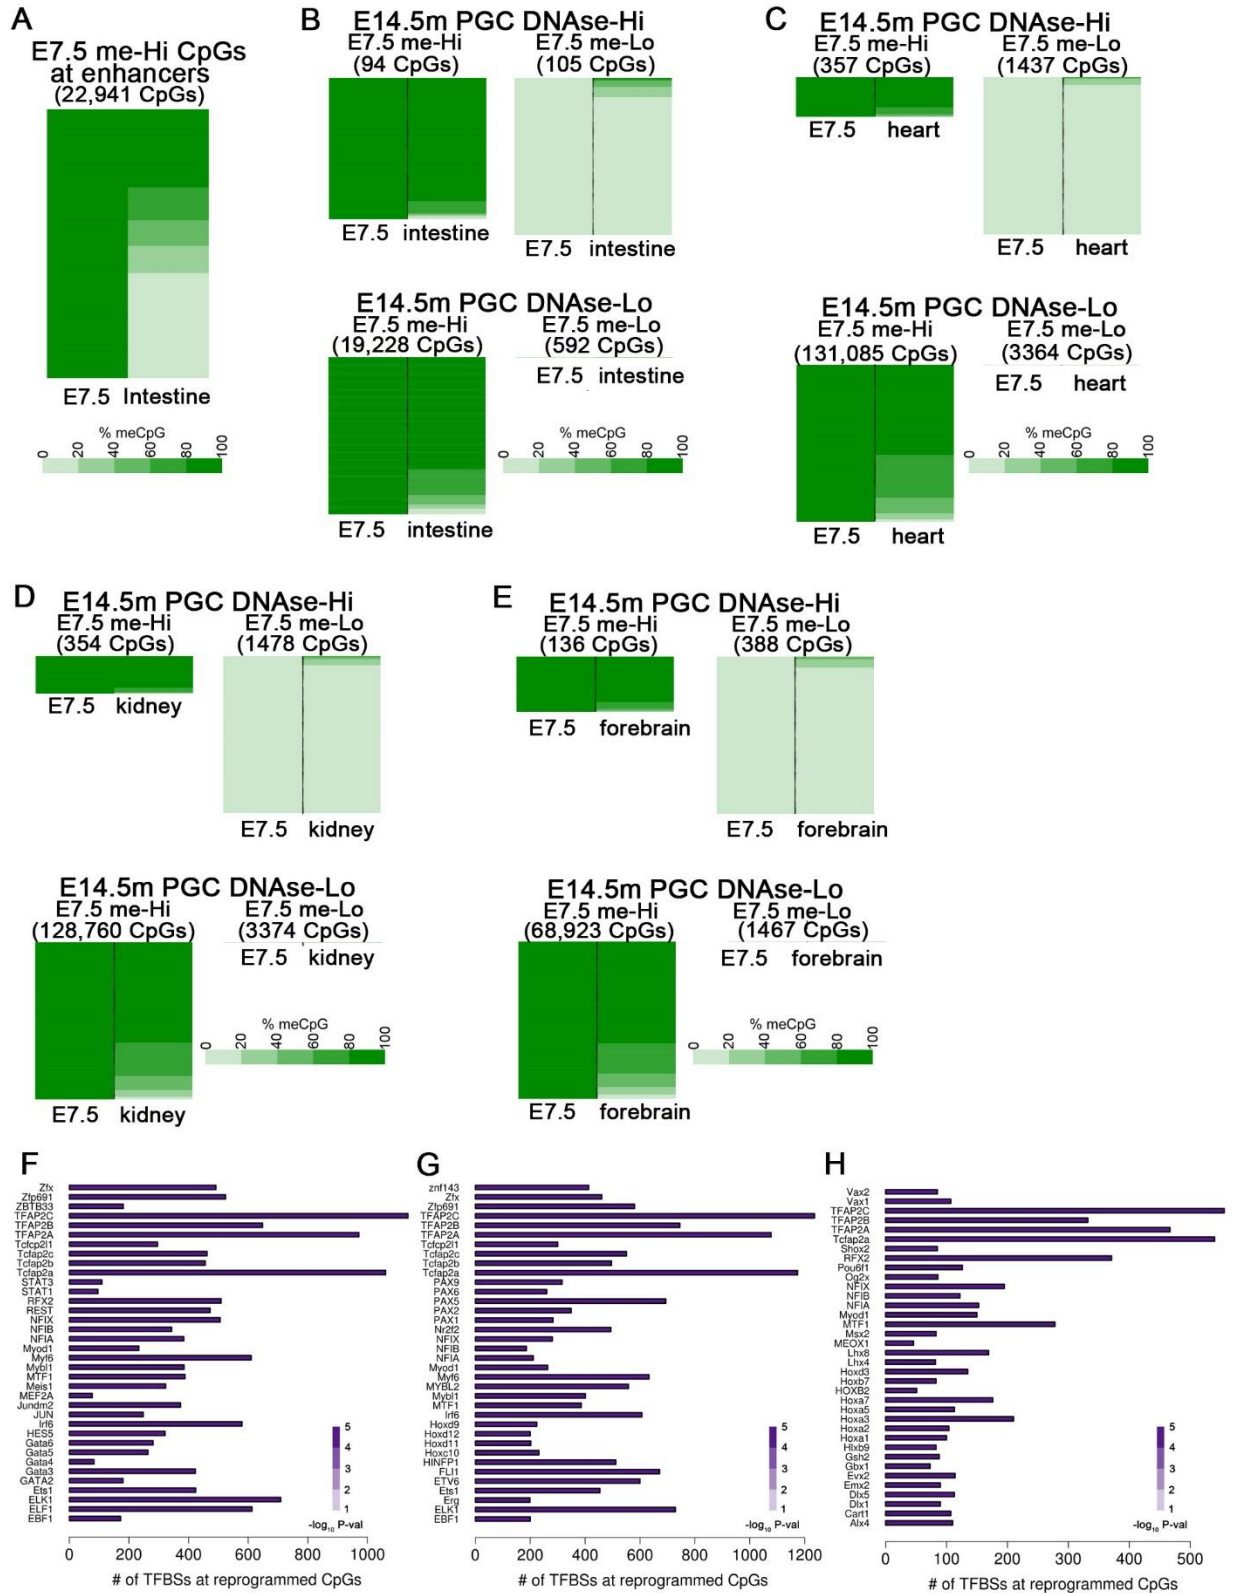 A
E7.5 me-Hi CpGs
at enhancers
(22,941 CpGs)
E7.5 Intestine
% meCpG
0 20 40 60 80 100
B
E14.5m PGC DNAse-Hi
E7.5 me-Hi
(94 CpGs)
E7.5 intestine
E7.5 me-Lo
(105 CpGs)
E7.5 intestine
E14.5m PGC DNAse-Lo
E7.5 me-Hi
(19,228 CpGs)
E7.5 intestine
E7.5 me-Lo
(592 CpGs)
E7.5 intestine
% meCpG
0 20 40 60 80 100
C
E14.5m PGC DNAse-Hi
E7.5 me-Hi
(357 CpGs)
E7.5 heart
E7.5 me-Lo
(1437 CpGs)
E7.5 heart
E14.5m PGC DNAse-Lo
E7.5 me-Hi
(131,085 CpGs)
E7.5 heart
E7.5 me-Lo
(3364 CpGs)
E7.5 heart
% meCpG
0 20 40 60 80 100
D
E14.5m PGC DNAse-Hi
E7.5 me-Hi
(354 CpGs)
E7.5 kidney
E7.5 me-Lo
(1478 CpGs)
E7.5 kidney
E14.5m PGC DNAse-Lo
E7.5 me-Hi
(128,760 CpGs)
E7.5 kidney
E7.5 me-Lo
(3374 CpGs)
E7.5 kidney
% meCpG
0 20 40 60 80 100
E
E14.5m PGC DNAse-Hi
E7.5 me-Hi
(136 CpGs)
E7.5 forebrain
E7.5 me-Lo
(388 CpGs)
E7.5 forebrain
E14.5m PGC DNAse-Lo
E7.5 me-Hi
(68,923 CpGs)
E7.5 forebrain
E7.5 me-Lo
(1467 CpGs)
E7.5 forebrain
% meCpG
0 20 40 60 80 100
F
Zfx
Zfp691
ZBTB33
TFAP2C
TFAP2B
TFAP2A
Tcfcp2l1
Tcfap2c
Tcfap2b
Tcfap2a
STAT3
STAT1
RFX2
REST
NFIX
NFIB
NFIA
Myod1
Myf6
Mybl1
MTF1
Meis1
MEF2A
Jundm2
JUN
Irf6
HES5
Gata6
Gata5
Gata4
Gata3
GATA2
Ets1
ELK1
ELF1
EBF1
5
4
3
2
1
-log10 P-val
0 200 400 600 800 1000
# of TFBSs at reprogrammed CpGs
G
znf143
Zfx
Zfp691
TFAP2C
TFAP2B
TFAP2A
Tcfcp2l1
Tcfap2c
Tcfap2b
Tcfap2a
PAX9
PAX6
PAX5
PAX2
PAX1
Nr2f2
NFIX
NFIB
NFIA
Myod1
Myf6
MYBL2
Mybl1
MTF1
Irf6
Hoxd9
Hoxd12
Hoxd11
Hoxc10
HINFP1
FLI1
ETV6
Ets1
Erg
ELK1
EBF1
5
4
3
2
1
-log10 P-val
0 200 400 600 800 1000 1200
# of TFBSs at reprogrammed CpGs
H
Vax2
Vax1
TFAP2C
TFAP2B
TFAP2A
Tcfap2a
Shox2
RFX2
Pou6f1
Og2x
NFIX
NFIB
NFIA
Myod1
MTF1
Msx2
MEOX1
Lhx8
Lhx4
Hoxd3
Hoxb7
HOXB2
Hoxa7
Hoxa5
Hoxa3
Hoxa2
Hoxa1
Hlxb9
Gsh2
Gbx1
Evx2
Emx2
Dlx5
Dlx1
Cart1
Alx4
5
4
3
2
1
-log10 P-val
0 100 200 300 400 500
# of TFBSs at reprogrammed CpGs